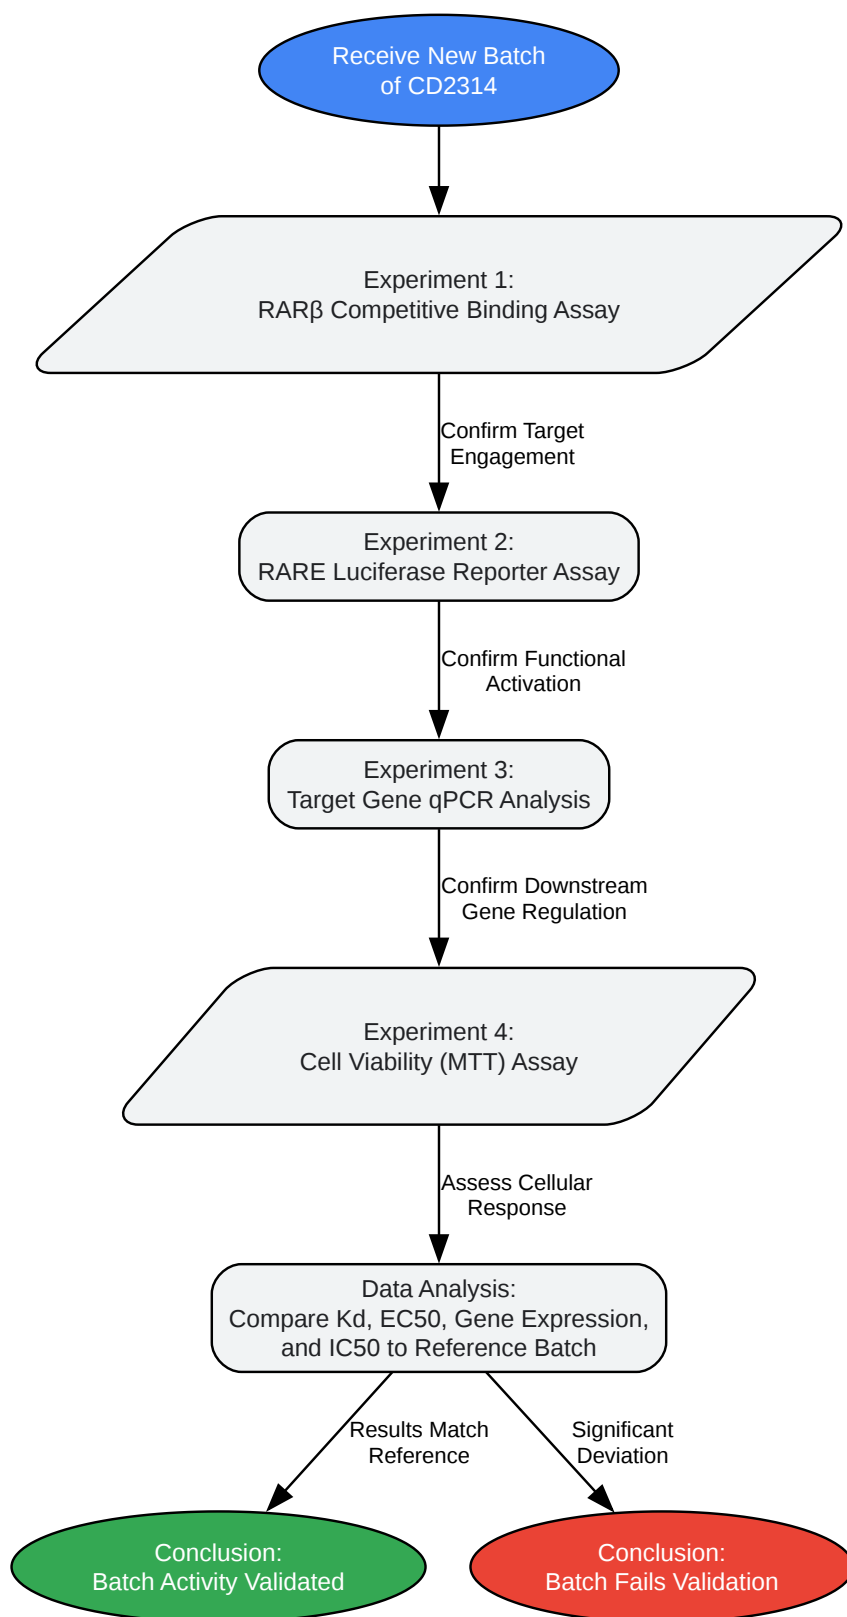 Receive New Batch
of CD2314
Experiment 1:
RARβ Competitive Binding Assay
Confirm Target
Engagement
Experiment 2:
RARE Luciferase Reporter Assay
Confirm Functional
Activation
Experiment 3:
Target Gene qPCR Analysis
Confirm Downstream
Gene Regulation
Experiment 4:
Cell Viability (MTT) Assay
Assess Cellular
Response
Data Analysis:
Compare Kd, EC50, Gene Expression,
and IC50 to Reference Batch
Results Match
Reference
Significant
Deviation
Conclusion:
Batch Activity Validated
Conclusion:
Batch Fails Validation